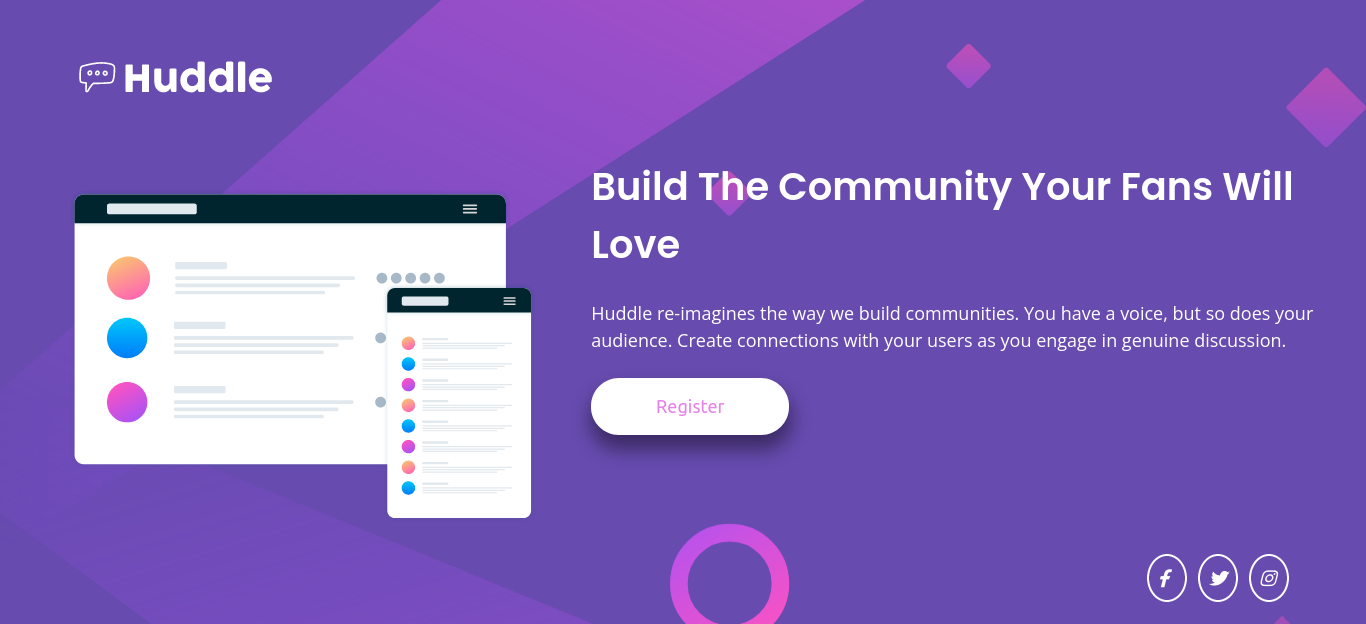 Huddle
Build The Community Your Fans Will
Love
Huddle re-imagines the way we build communities. You have a voice, but so does your
audience. Create connections with your users as you engage in genuine discussion.
Register